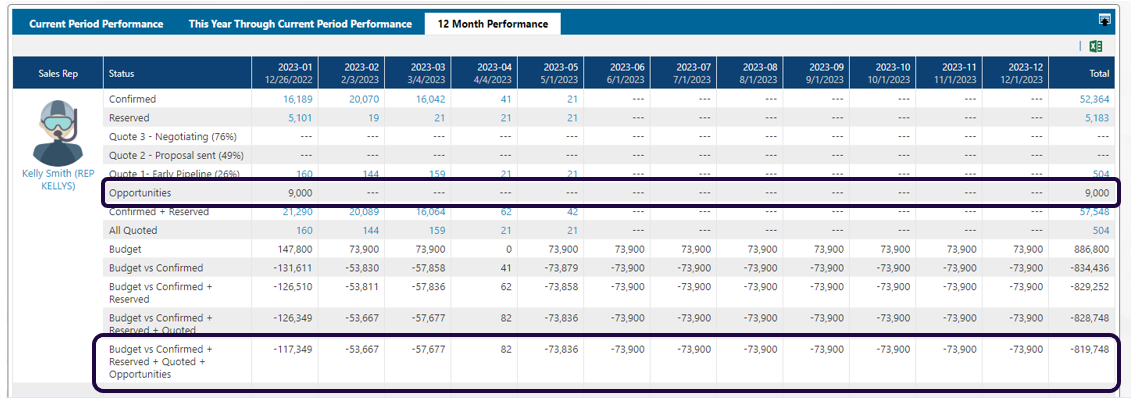 Current Period Performance This Year Through Current Period Performance 12 Month Performance
Sales Rep Status 2023-01 2023-02 2023-03 2023-04 2023-05 2023-06 2023-07 2023-08 2023-09 2023-10 2023-11 2023-12 Total
12/26/2022 2/3/2023 3/4/2023 4/4/2023 5/1/2023 6/1/2023 7/1/2023 8/1/2023 9/1/2023 10/1/2023 11/1/2023 12/1/2023
Kelly Smith (REP
KELLYS)
Confirmed 16,189 20,070 16,042 41 21 --- --- --- --- --- --- --- 52,364
Reserved 5,101 19 21 21 21 --- --- --- --- --- --- --- 5,183
Quote 3 - Negotiating (76%) --- --- --- --- --- --- --- --- --- --- --- --- ---
Quote 2 - Proposal sent (49%) --- --- --- --- --- --- --- --- --- --- --- --- ---
Quote 1- Early Pipeline (26%) 160 144 159 21 21 --- --- --- --- --- --- --- 504
Opportunities 9,000 --- --- --- --- --- --- --- --- --- --- --- 9,000
Confirmed + Reserved 21,290 20,089 16,064 62 42 --- --- --- --- --- --- --- 57,548
All Quoted 160 144 159 21 21 --- --- --- --- --- --- --- 504
Budget 147,800 73,900 73,900 0 73,900 73,900 73,900 73,900 73,900 73,900 73,900 73,900 886,800
Budget vs Confirmed -131,611 -53,830 -57,858 41 -73,879 -73,900 -73,900 -73,900 -73,900 -73,900 -73,900 -73,900 -834,436
Budget vs Confirmed + -126,510 -53,811 -57,836 62 -73,858 -73,900 -73,900 -73,900 -73,900 -73,900 -73,900 -73,900 -829,252
Reserved
Budget vs Confirmed + -126,349 -53,667 -57,677 82 -73,836 -73,900 -73,900 -73,900 -73,900 -73,900 -73,900 -73,900 -828,748
Reserved + Quoted
Budget vs Confirmed + -117,349 -53,667 -57,677 82 -73,836 -73,900 -73,900 -73,900 -73,900 -73,900 -73,900 -73,900 -819,748
Reserved + Quoted +
Opportunities